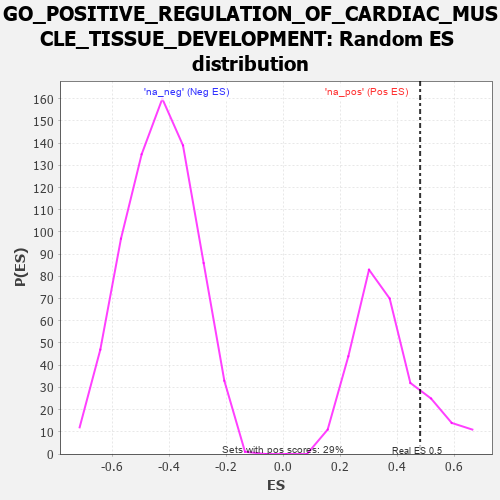 GO_POSITIVE_REGULATION_OF_CARDIAC_MUS
CLE_TISSUE_DEVELOPMENT: Random ES
distribution
'na_neg' (Neg ES)
'na_pos' (Pos ES)
160
150
140
130
120
110
100
90
80
70
60
50
40
30
20
10
0
P(ES)
Sets with pos scores: 29%
Real ES 0.5
-0.6
-0.4
-0.2
0.0
0.2
0.4
0.6
ES